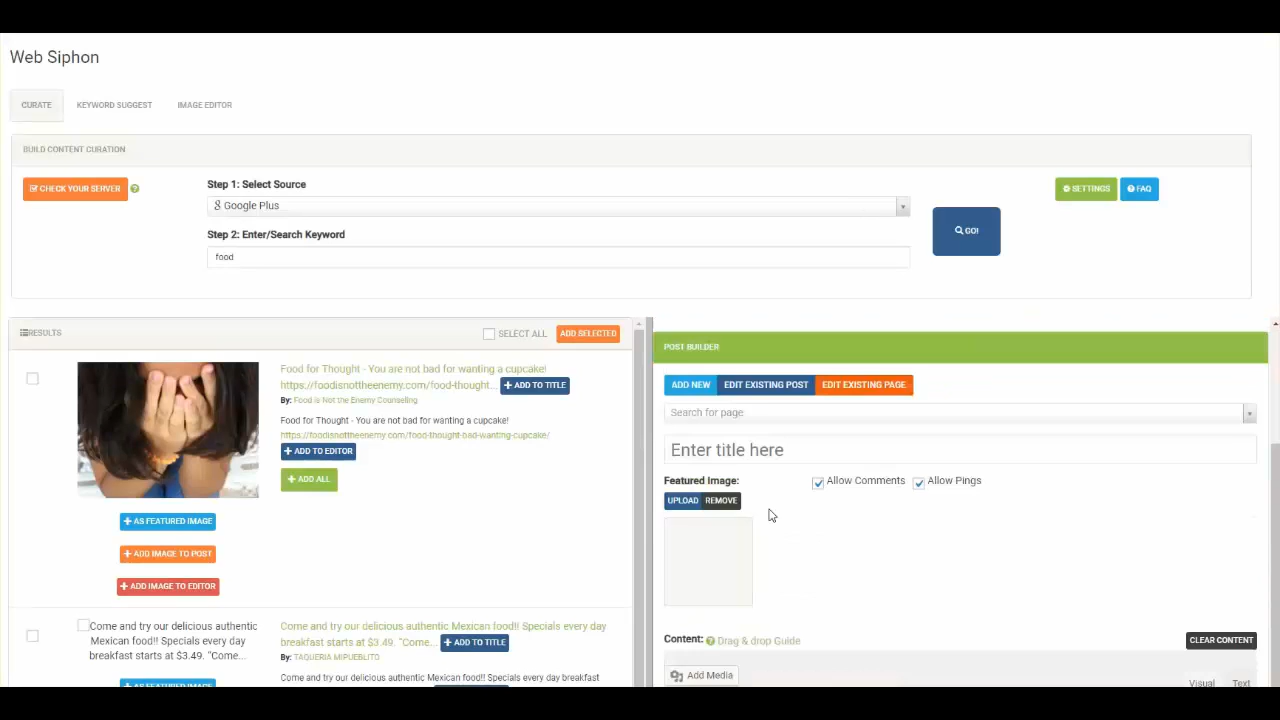 Web Siphon
CURATE
KEYWORD SUGGEST
IMAGE EDITOR
BUILD CONTENT CURATION
CHECK YOUR SERVER
Step 1: Select Source
Google Plus
Step 2: Enter/Search Keyword
food
GO!
SETTINGS
FAQ
RESULTS
SELECT ALL
ADD SELECTED
Food for Thought - You are not bad for wanting a cupcake!
https://foodisnottheenemy.com/food-thought...
ADD TO TITLE
By: Food is Not the Enemy Counseling
Food for Thought - You are not bad for wanting a cupcake!
https://foodisnottheenemy.com/food-thought-bad-wanting-cupcake/
ADD TO EDITOR
ADD ALL
AS FEATURED IMAGE
ADD IMAGE TO POST
ADD IMAGE TO EDITOR
Come and try our delicious authentic
Mexican food!! Specials every day
breakfast starts at $3.49. "Come...
AS FEATURED IMAGE
Come and try our delicious authentic Mexican food!! Specials every day
breakfast starts at $3.49. "Come...
ADD TO TITLE
By: TAQUERIA MIPUEBLITO
Come and try our delicious authentic Mexican food!! Specials every day breakfast
POST BUILDER
ADD NEW
EDIT EXISTING POST
EDIT EXISTING PAGE
Search for page
Enter title here
Featured Image:
Allow Comments
Allow Pings
UPLOAD
REMOVE
Content:
Drag & drop Guide
CLEAR CONTENT
Add Media
Visual
Text